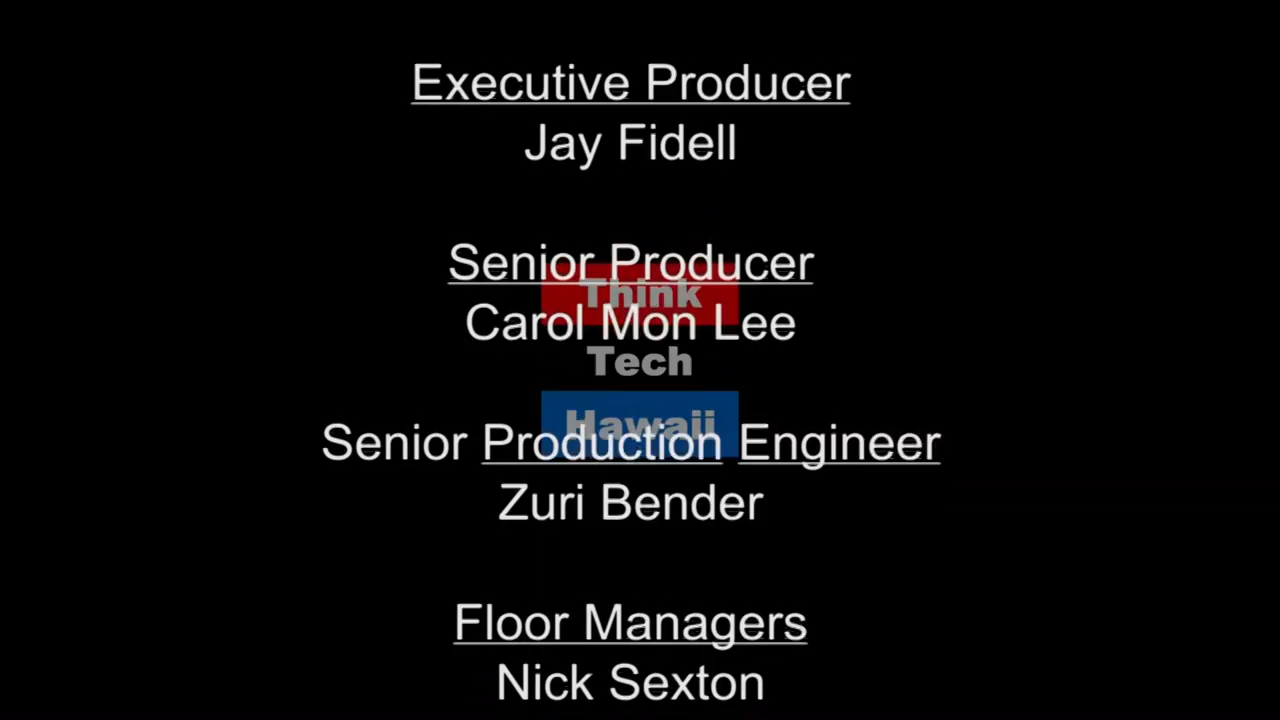 Executive Producer
Jay Fidell
Senior Producer
Think
Carol Mon Lee
Tech
Hawaii
Senior Production Engineer
Zuri Bender
Floor Managers
Nick Sexton